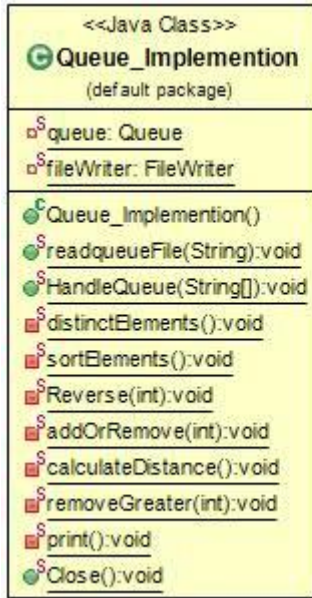 <<Java Class>>
Queue_Implemention
(default package)
queue: Queue
fileWriter: FileWriter
Queue_Implemention()
readqueueFile(String):void
HandleQueue(String[]):void
distinctElements():void
sortElements():void
Reverse(int):void
addOrRemove(int):void
calculateDistance():void
removeGreater(int):void
print():void
Close():void